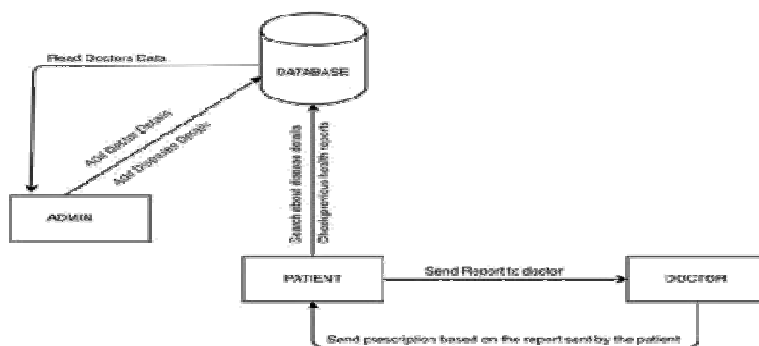 Read Doctors Data
DATABASE
Add Doctor Details
Add Diseases Details
Search about disease details
Check previous health reports
ADMIN
PATIENT
Send Report to doctor
DOCTOR
Send prescription based on the report sent by the patient